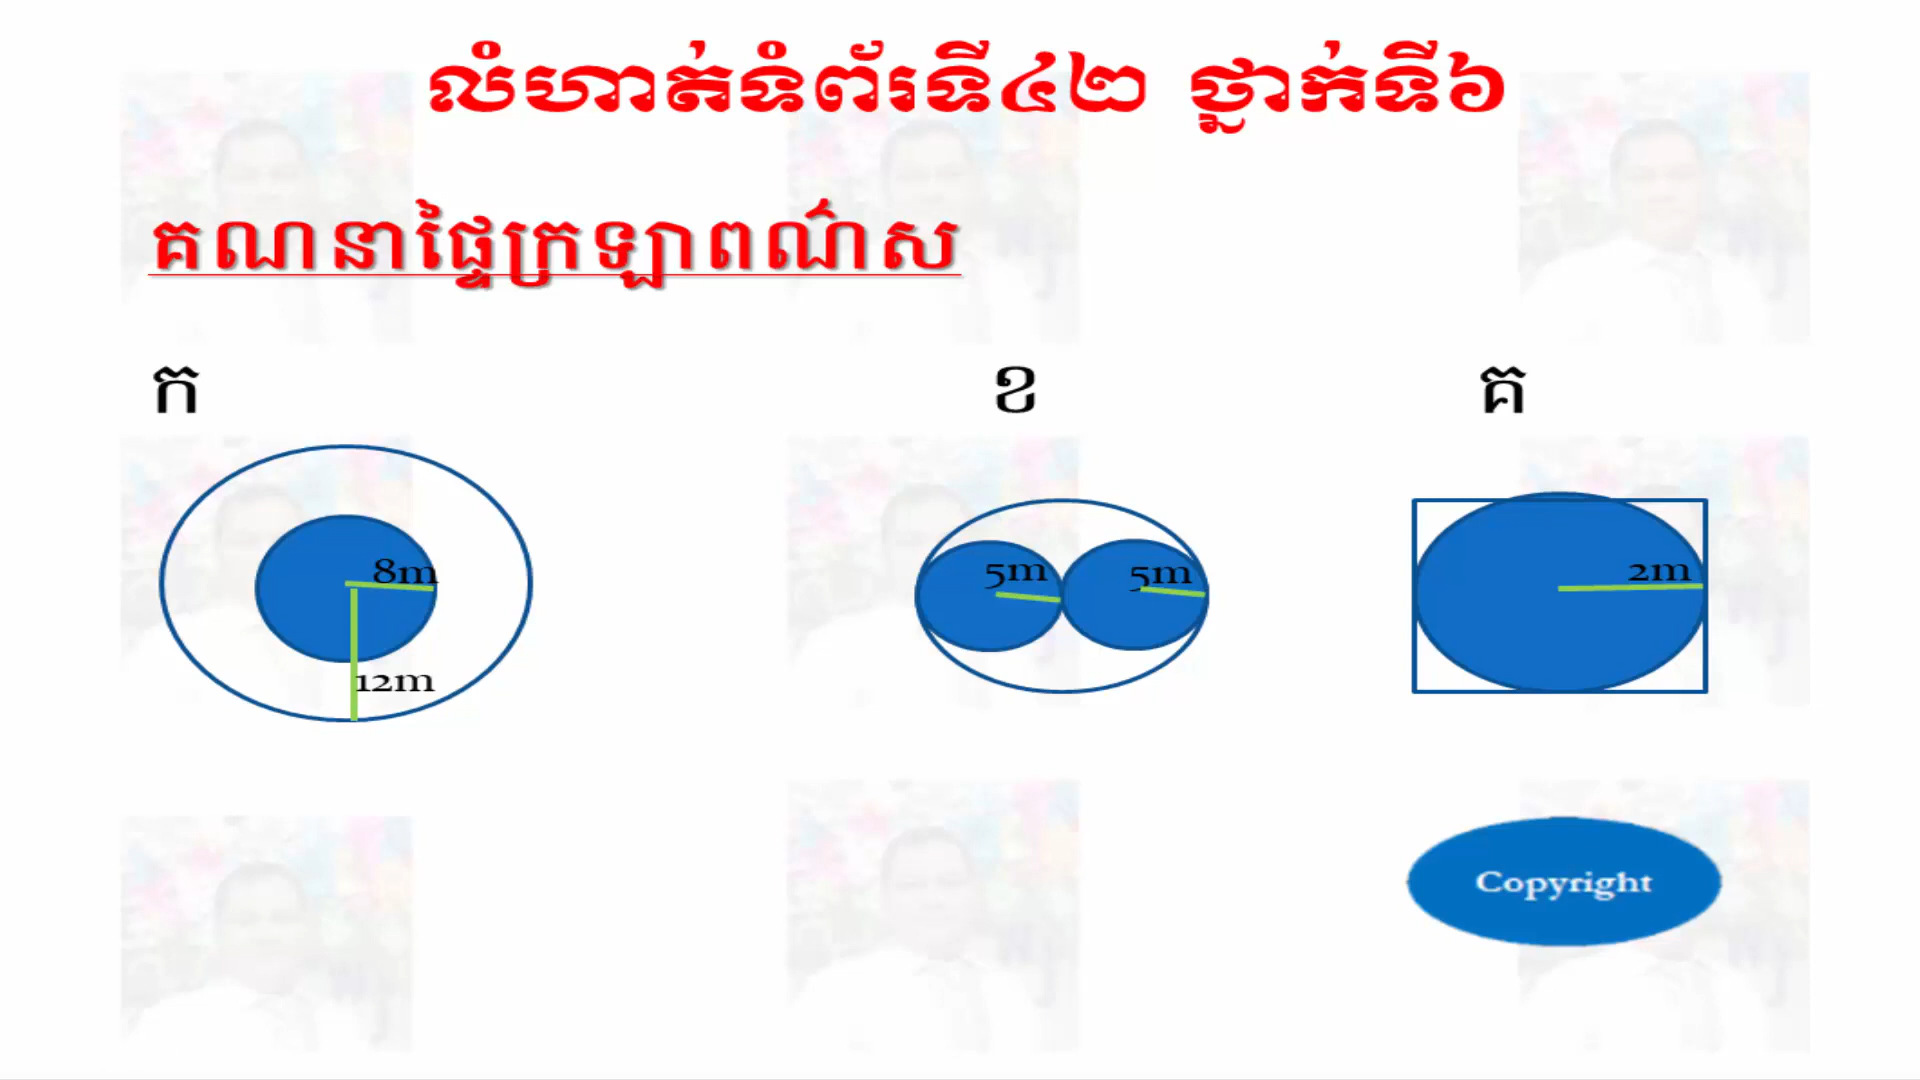 លំហាត់ទំព័រទី៤២ ថ្នាក់ទី៦
គណនាផ្ទៃក្រឡាពណ៌ស
ក ខ គ
8m
12m
5m 5m
2m
Copyright